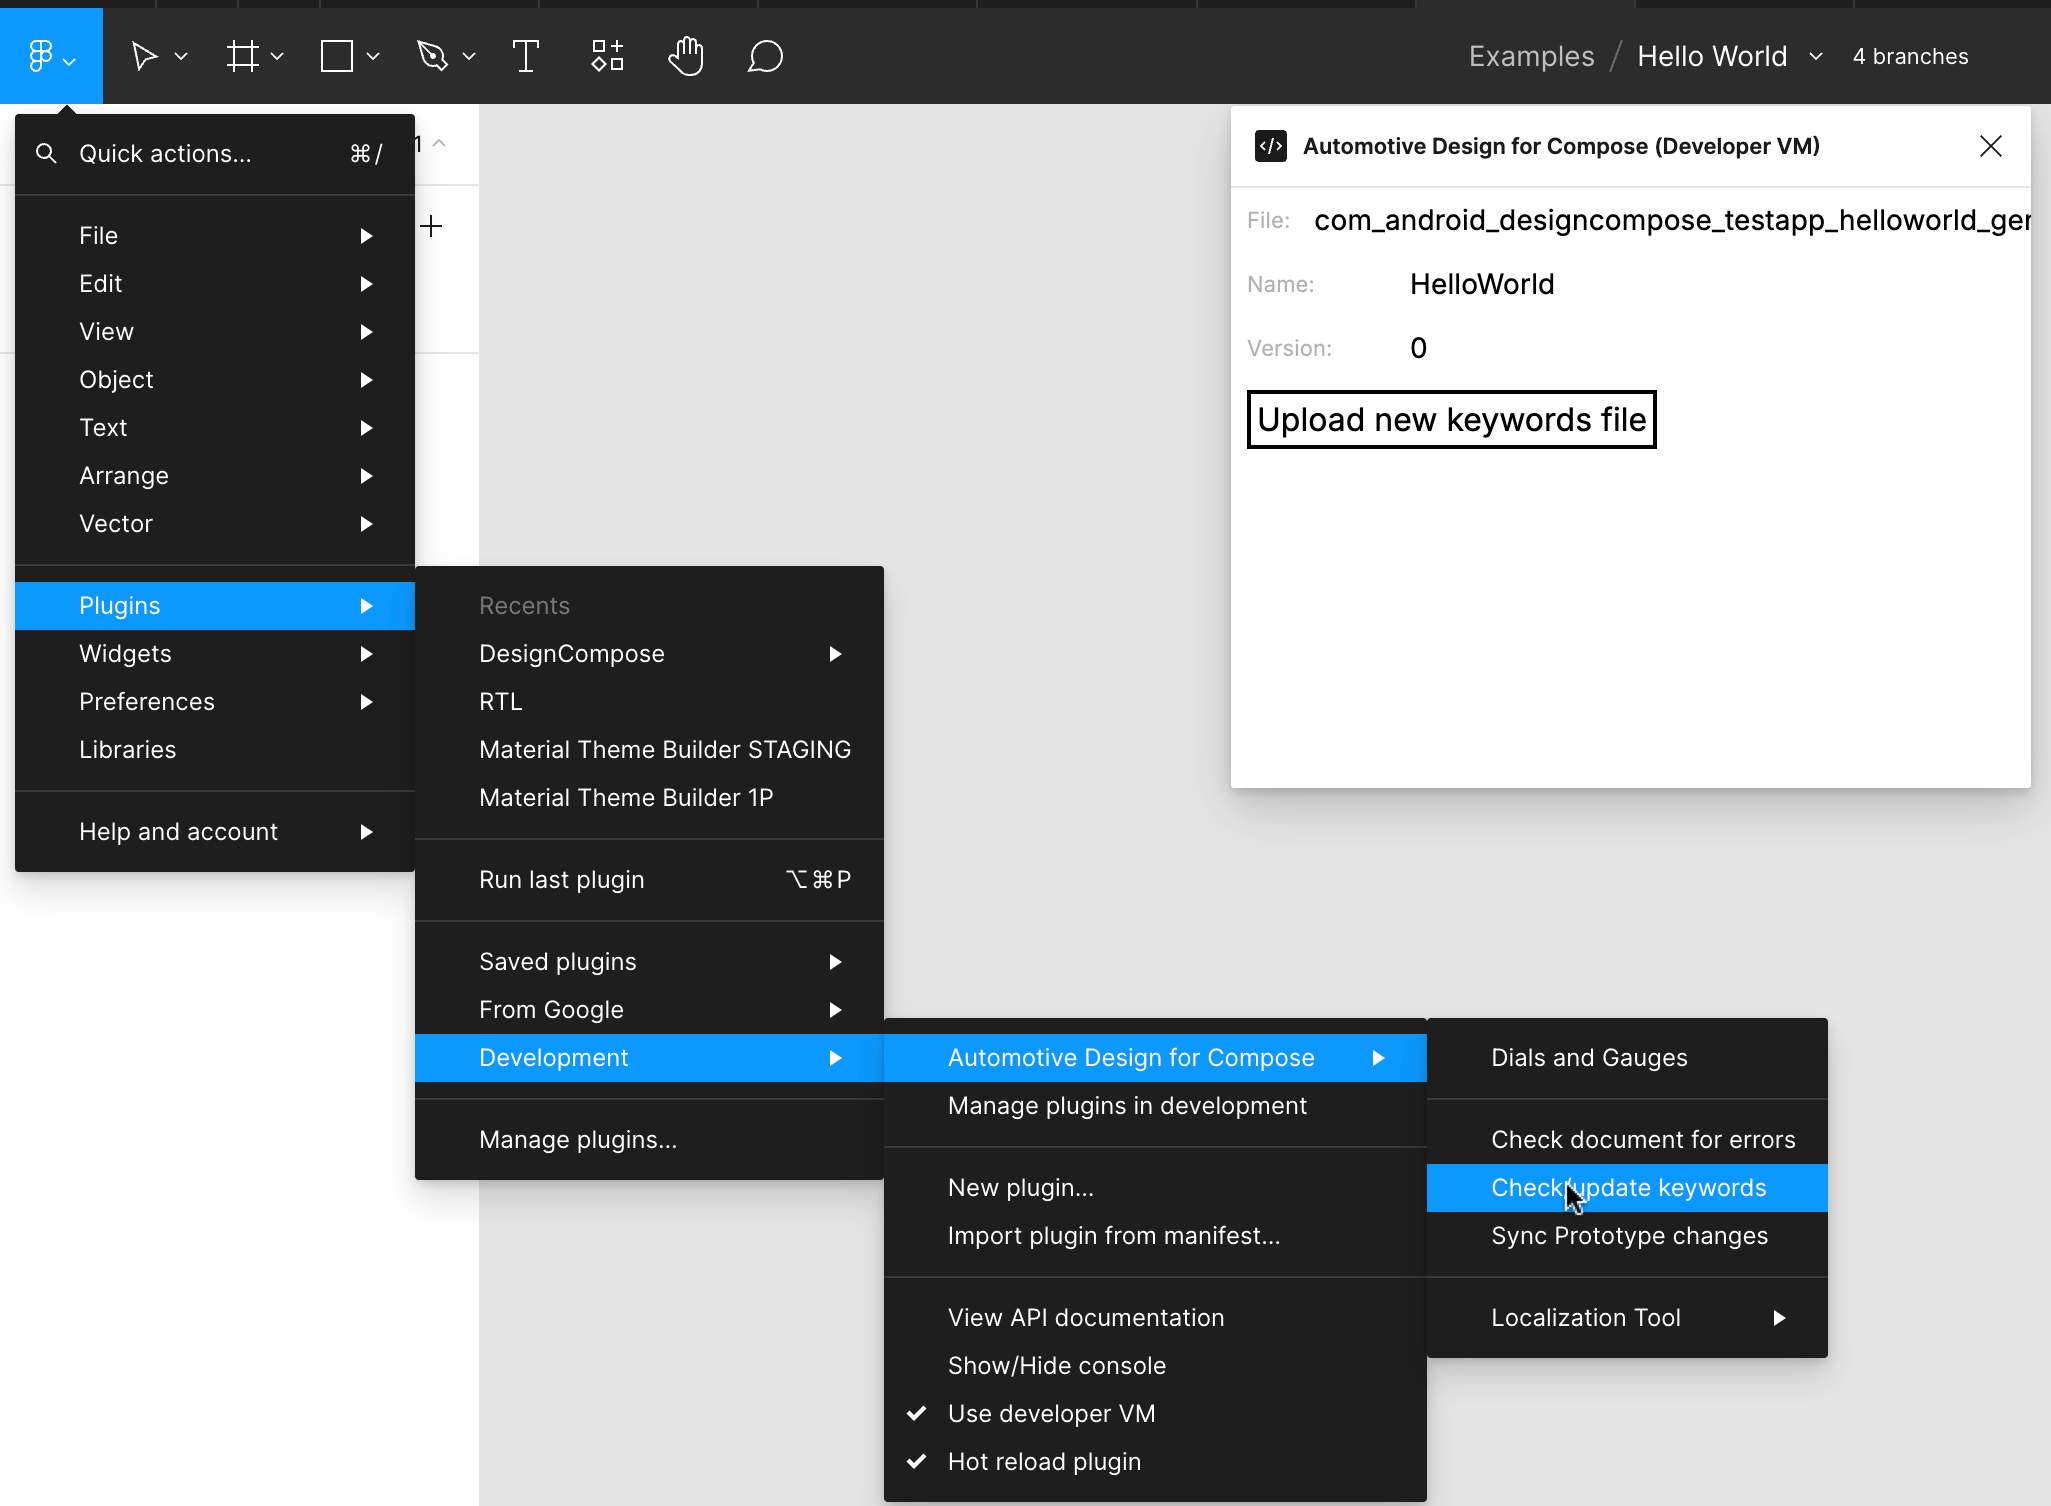 Examples / Hello World 4 branches
Quick actions... ⌘/
1
File
Edit
View
Object
Text
Arrange
Vector
Plugins
Widgets
Preferences
Libraries
Help and account
Recents
DesignCompose
RTL
Material Theme Builder STAGING
Material Theme Builder 1P
Run last plugin ⌥⌘P
Saved plugins
From Google
Development
Manage plugins...
Automotive Design for Compose
Manage plugins in development
New plugin...
Import plugin from manifest...
View API documentation
Show/Hide console
Use developer VM
Hot reload plugin
Dials and Gauges
Check document for errors
Check/update keywords
Sync Prototype changes
Localization Tool
Automotive Design for Compose (Developer VM)
File: com_android_designcompose_testapp_helloworld_ger
Name: HelloWorld
Version: 0
Upload new keywords file